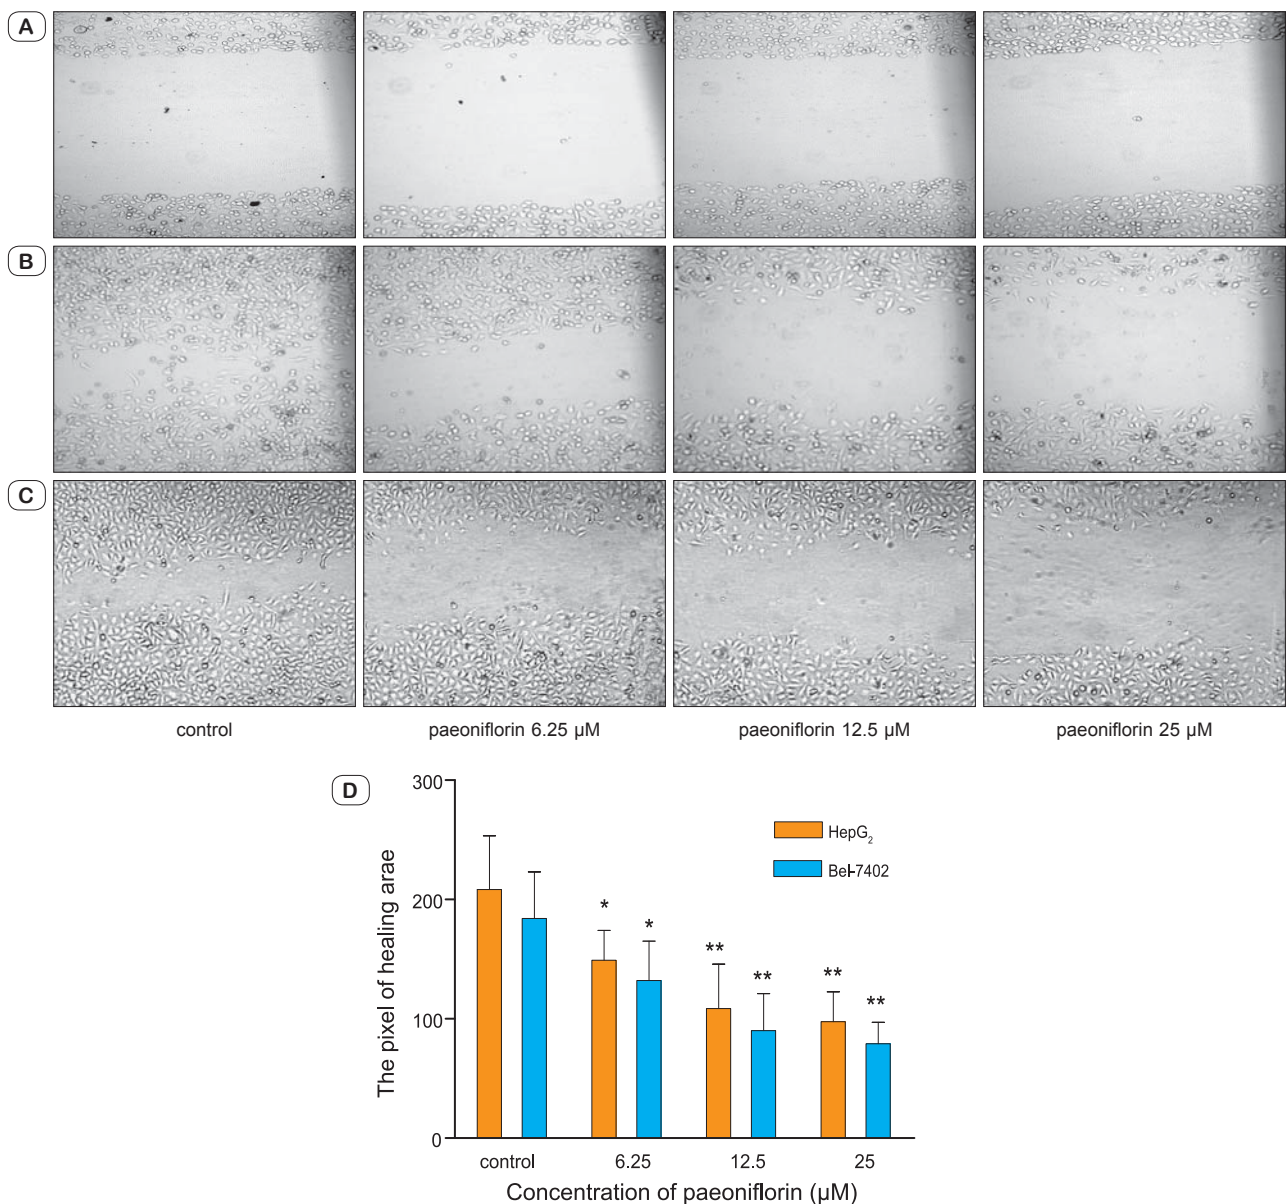 A
B
C
control
paeoniflorin 6.25 µM
paeoniflorin 12.5 µM
paeoniflorin 25 µM
D
The pixel of healing arae
300
200
100
0
HepG₂
Bel-7402
* * ** ** ** **
control 6.25 12.5 25
Concentration of paeoniflorin (µM)